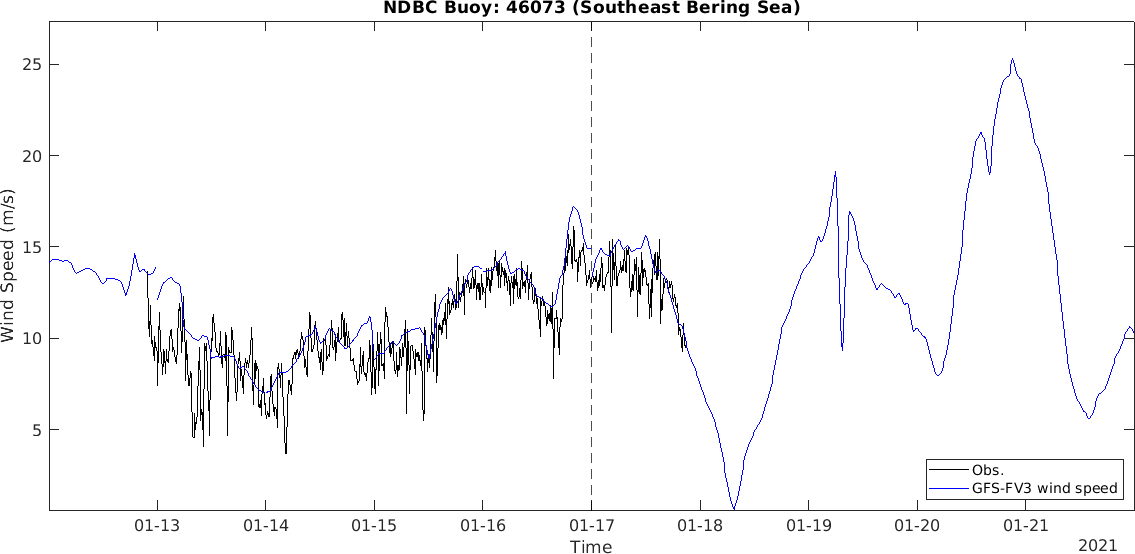 NDBC Buoy: 46073 (Southeast Bering Sea)
Wind Speed (m/s)
25
20
15
10
5
01-13 01-14 01-15 01-16 01-17 01-18 01-19 01-20 01-21
Time
2021
Obs.
GFS-FV3 wind speed